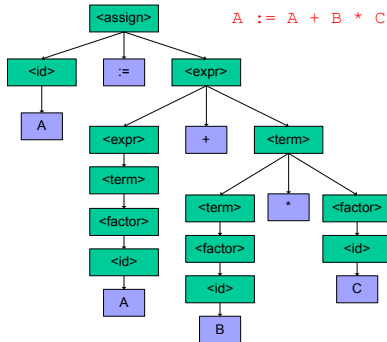 <assign> A := A + B * C
<id> := <expr>
A <expr> + <term>
<term>
<term> * <factor>
<factor> <factor> <id>
<id> <id> C
A B